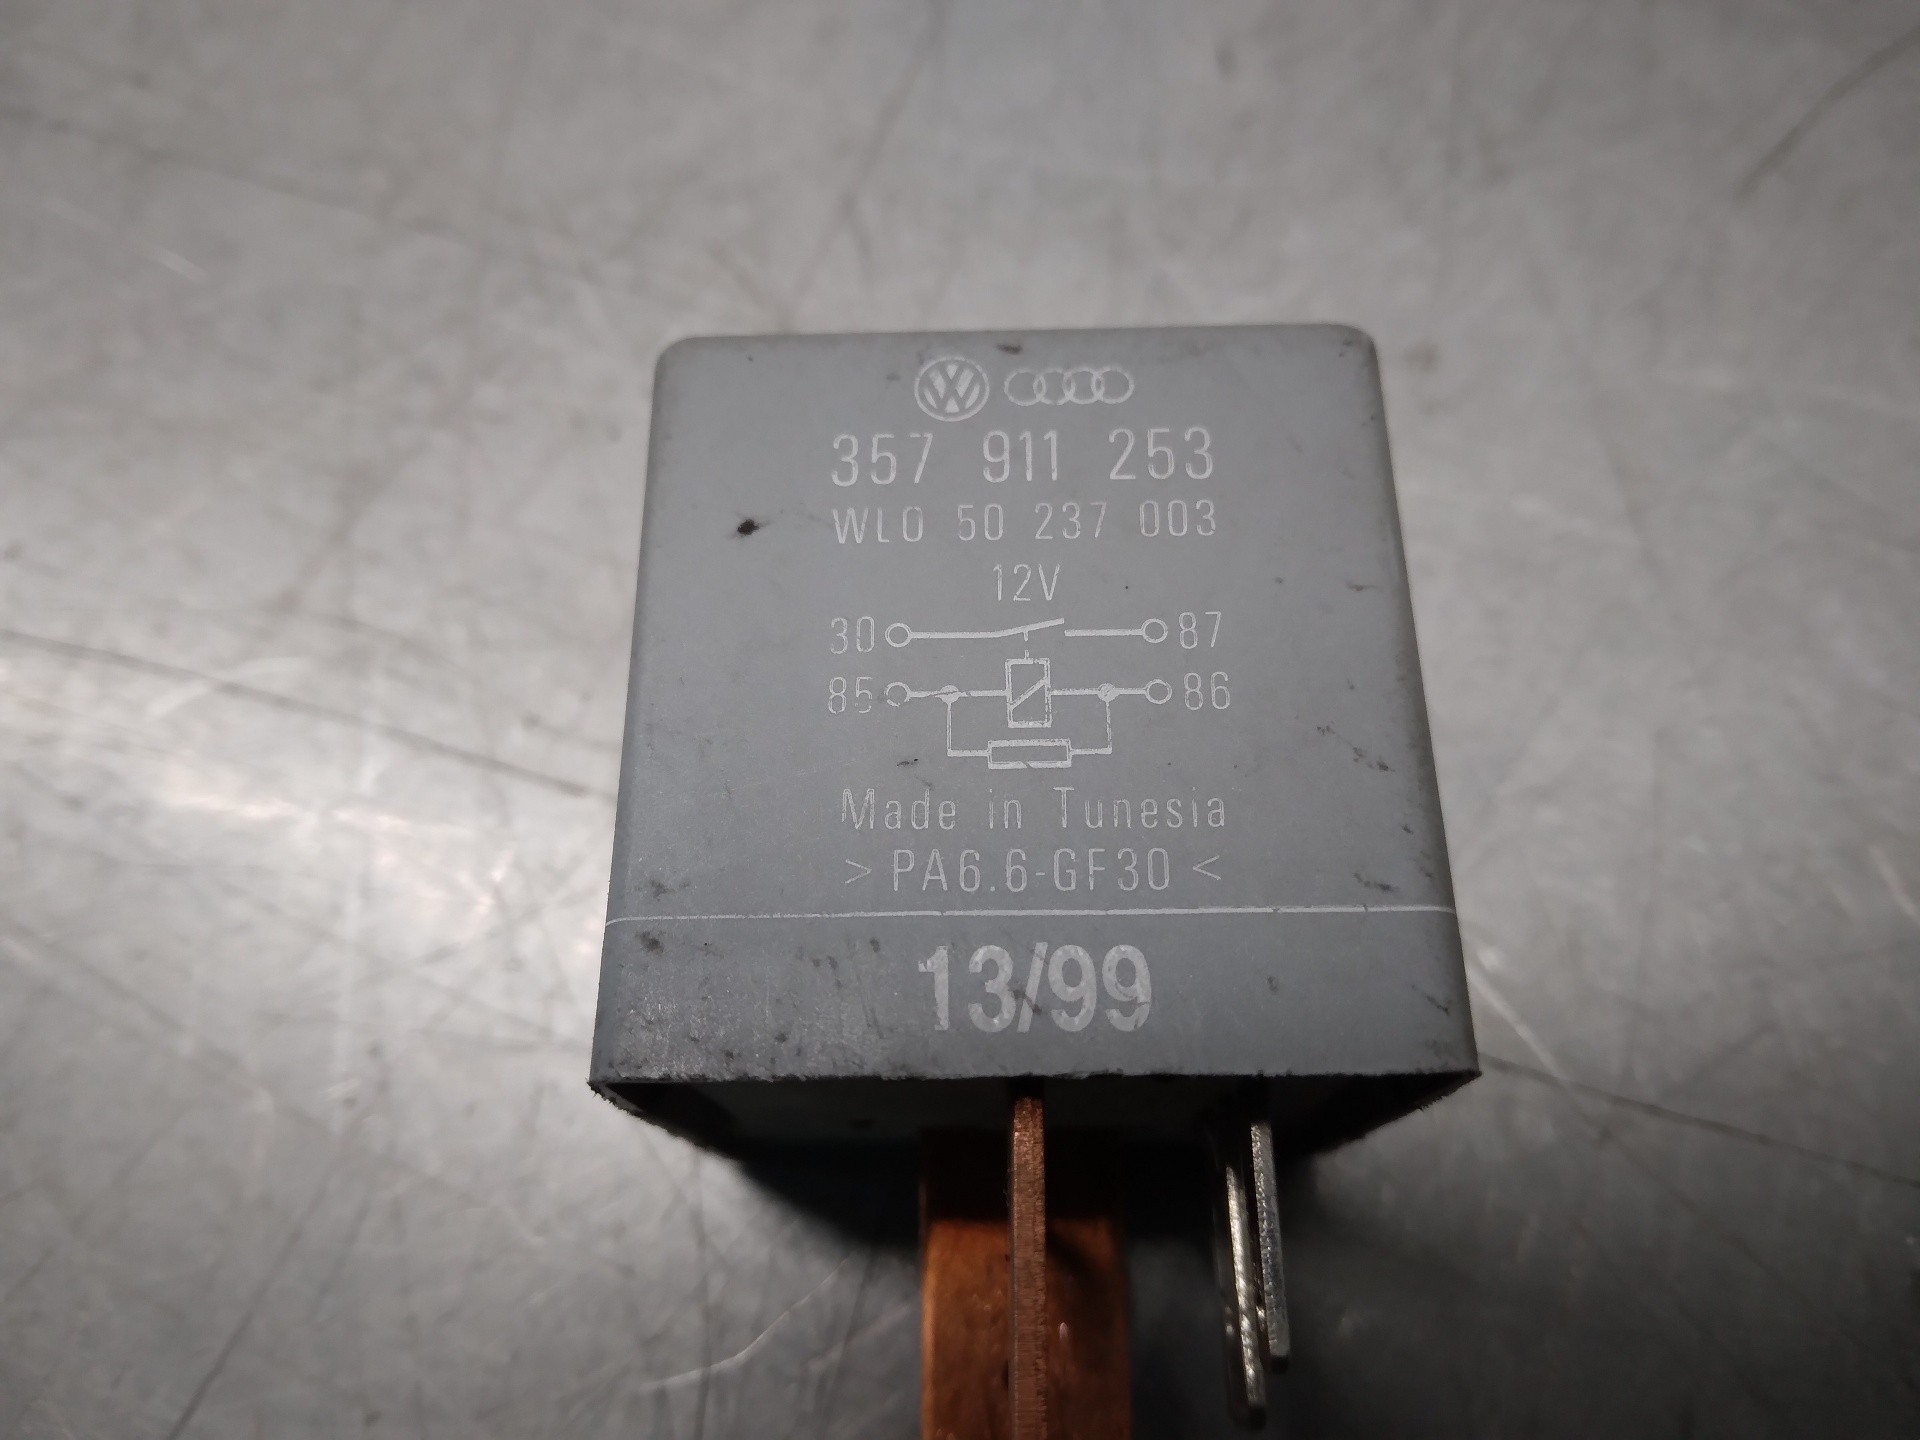 357 911 253
WL0 50 237 003
12V
30 87
85 86
Made in Tunesia
>PA6.6-GF30<
13/99